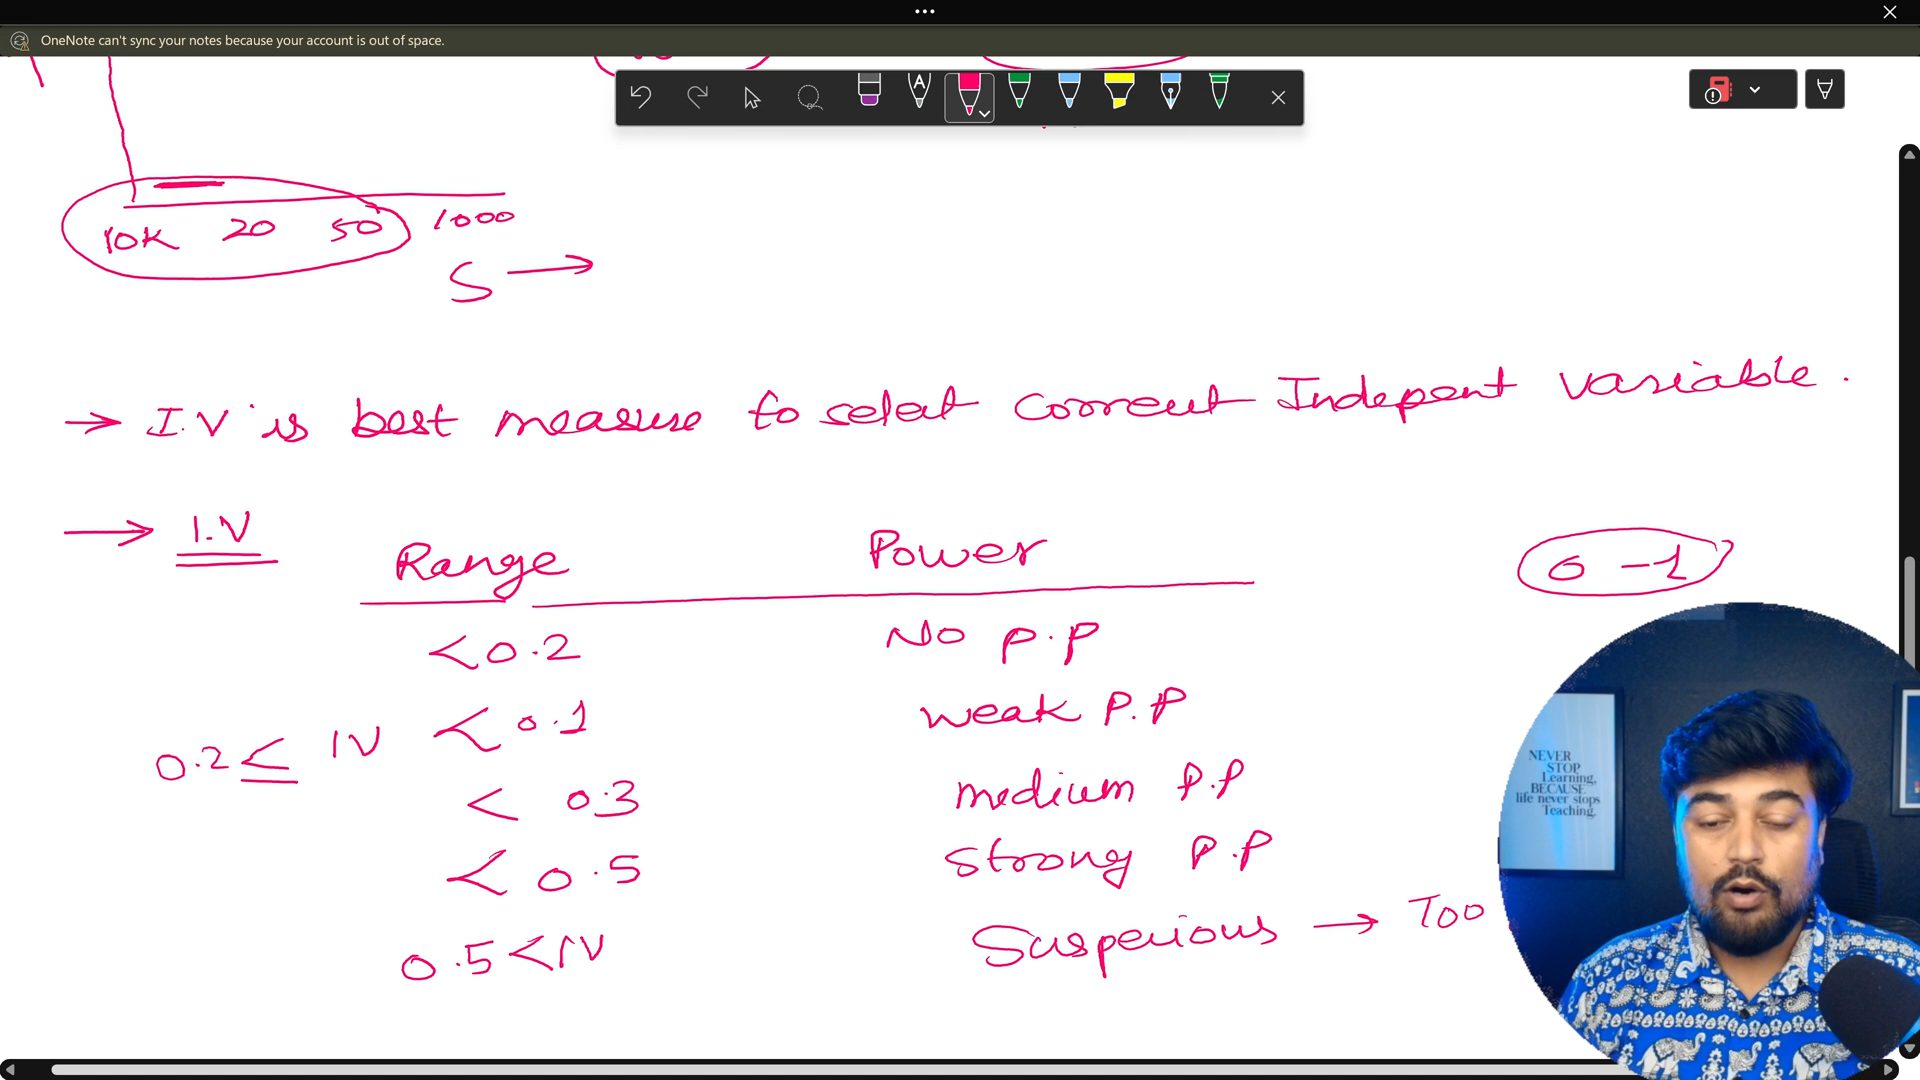 OneNote can't sync your notes because your account is out of space.
10K 20 50 1000
S →
→ I.V is best measure to select correct Indepent variable.
→ I.V
Range Power 0 - 1
<0.2 No P.P
0.2 ≤ IV < 0.1 weak P.P
< 0.3 medium P.P
< 0.5 Strong P.P
0.5 < IV Susperious → Too
NEVER
STOP
Learning,
BECAUSE
life never stops
Teaching.